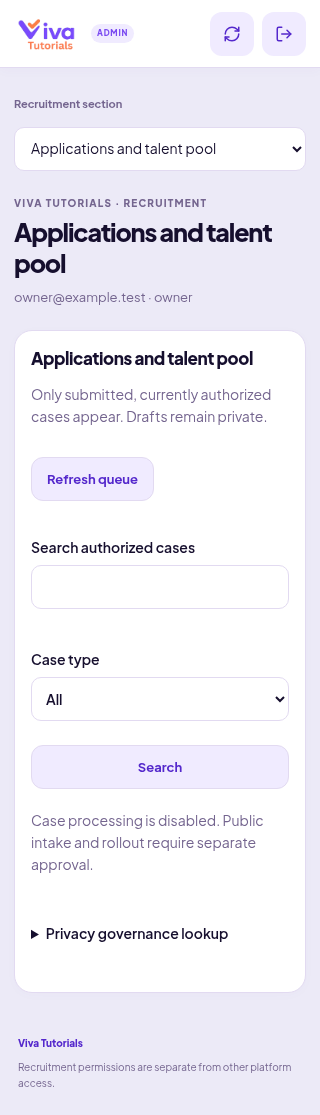 Viva
Tutorials
ADMIN
Recruitment section
Applications and talent pool
VIVA TUTORIALS · RECRUITMENT
Applications and talent
pool
owner@example.test · owner
Applications and talent pool
Only submitted, currently authorized
cases appear. Drafts remain private.
Refresh queue
Search authorized cases
Case type
All
Search
Case processing is disabled. Public
intake and rollout require separate
approval.
Privacy governance lookup
Viva Tutorials
Recruitment permissions are separate from other platform
access.